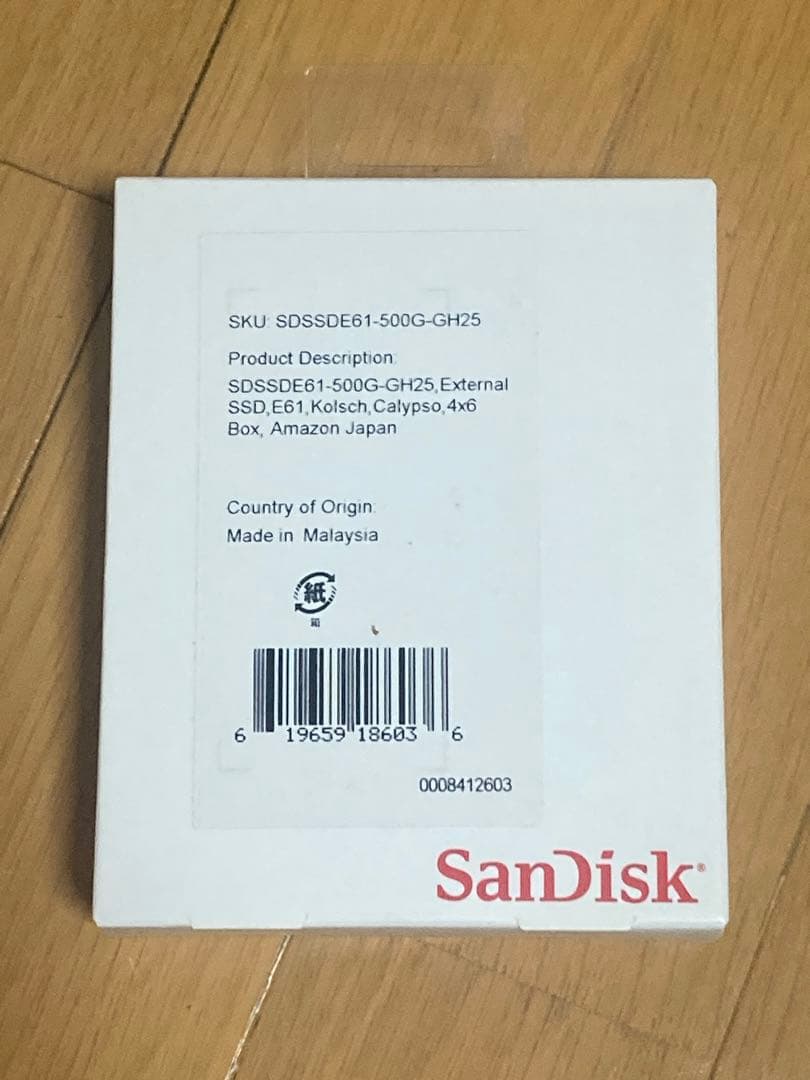 SKU: SDSSDE61-500G-GH25
Product Description:
SDSSDE61-500G-GH25,External
SSD,E61,Kolsch,Calypso,4x6
Box, Amazon Japan
Country of Origin:
Made in Malaysia
紙
箱
6 19659 18603 6
0008412603
SanDisk®